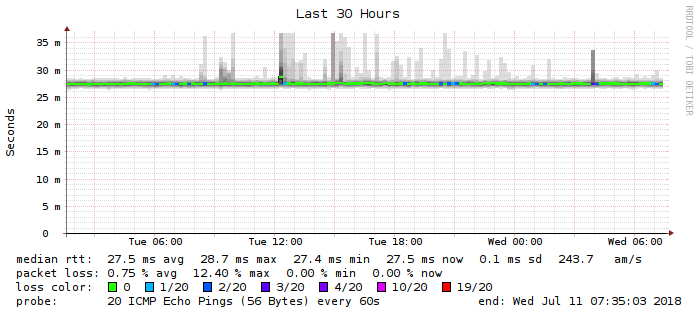 Last 30 Hours
RRDTOOL / TOBI OETIKER
Seconds
35 m
30 m
25 m
20 m
15 m
10 m
5 m
0
Tue 06:00 Tue 12:00 Tue 18:00 Wed 00:00 Wed 06:00
median rtt: 27.5 ms avg 28.7 ms max 27.4 ms min 27.5 ms now 0.1 ms sd 243.7 am/s
packet loss: 0.75 % avg 12.40 % max 0.00 % min 0.00 % now
loss color: 0 1/20 2/20 3/20 4/20 10/20 19/20
probe: 20 ICMP Echo Pings (56 Bytes) every 60s end: Wed Jul 11 07:35:03 2018